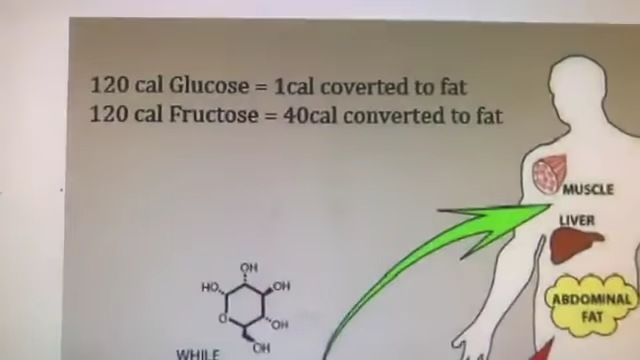 120 cal Glucose = 1cal coverted to fat
120 cal Fructose = 40cal converted to fat
MUSCLE
LIVER
ABDOMINAL
FAT
OH
HO
OH
O
OH
OH
WHILE